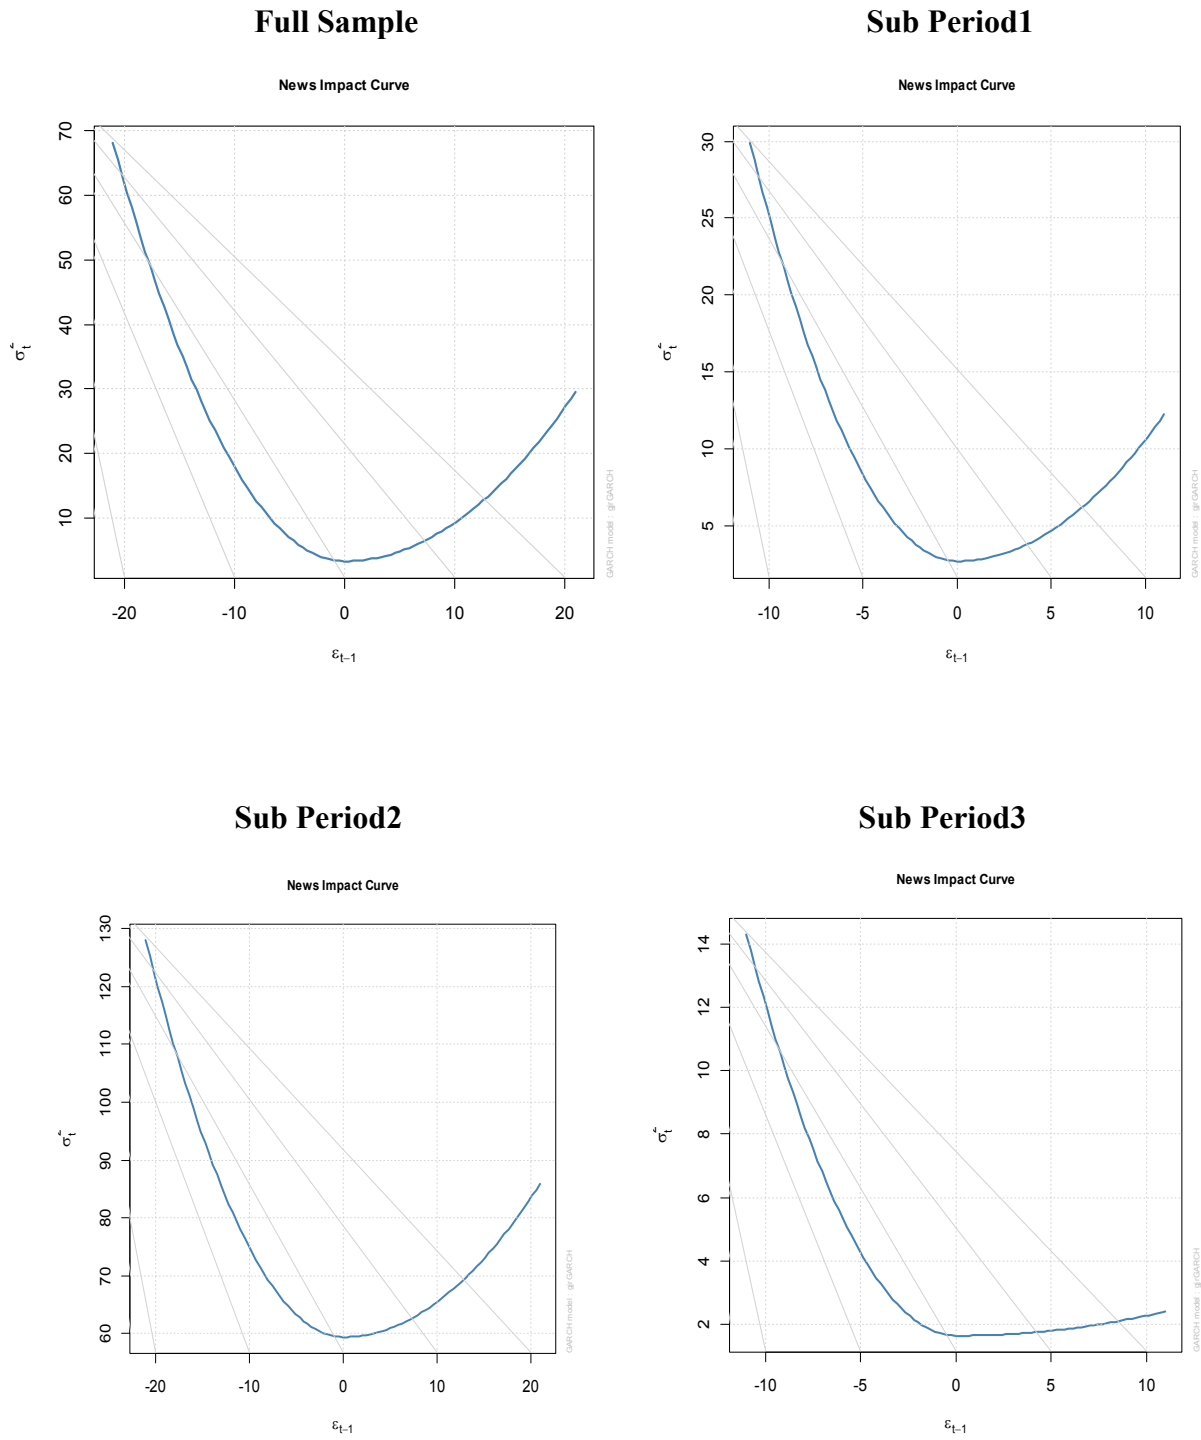 Full Sample
News Impact Curve
70
60
50
40
30
20
10
-20 -10 0 10 20
σ²t
εt−1
GARCH model : gjrGARCH
Sub Period1
News Impact Curve
30
25
20
15
10
5
-10 -5 0 5 10
σ²t
εt−1
GARCH model : gjrGARCH
Sub Period2
News Impact Curve
130
120
110
100
90
80
70
60
-20 -10 0 10 20
σ²t
εt−1
GARCH model : gjrGARCH
Sub Period3
News Impact Curve
14
12
10
8
6
4
2
-10 -5 0 5 10
σ²t
εt−1
GARCH model : gjrGARCH